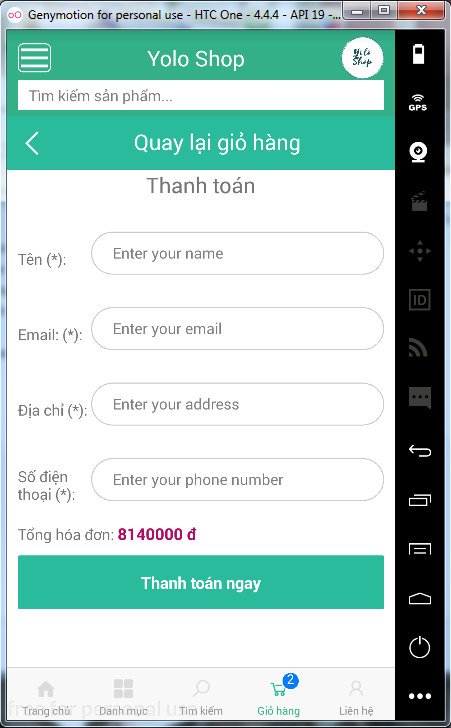 Genymotion for personal use - HTC One - 4.4.4 - API 19 -...
Yolo Shop
Yolo
Shop
Tìm kiếm sản phẩm...
GPS
Quay lại giỏ hàng
Thanh toán
Tên (*):
Enter your name
ID
Email: (*):
Enter your email
Địa chỉ (*):
Enter your address
Số điện
thoại (*):
Enter your phone number
Tổng hóa đơn: 8140000 đ
Thanh toán ngay
2
Trang chủ
Danh mục
Tìm kiếm
Giỏ hàng
Liên hệ
free for personal use